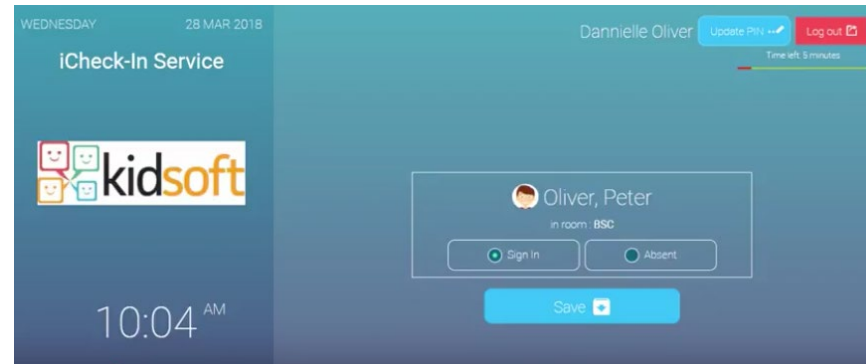 WEDNESDAY 28 MAR 2018
iCheck-In Service
kidsoft
10:04 AM
Dannielle Oliver
Update PIN
Log out
Time left: 5 minutes
Oliver, Peter
in room : BSC
Sign In
Absent
Save